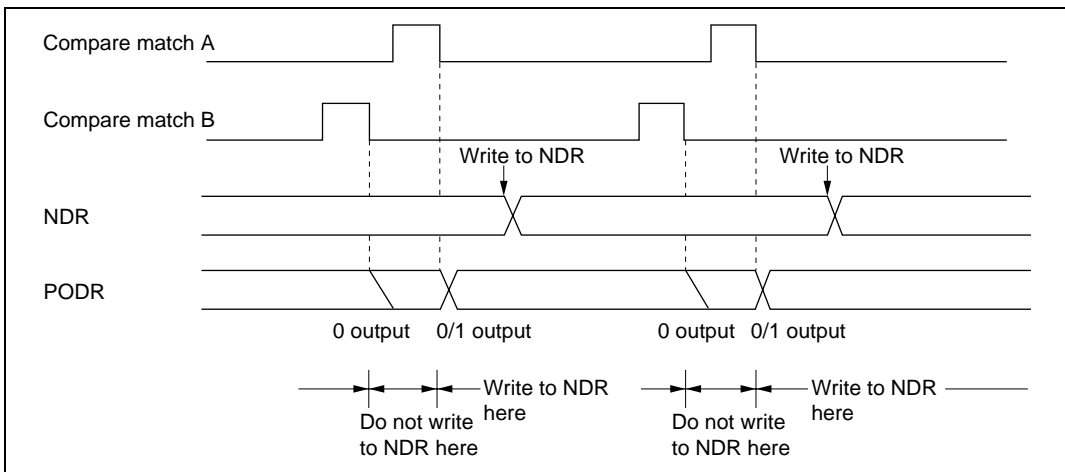 Compare match A
Compare match B
Write to NDR
Write to NDR
NDR
PODR
0 output
0/1 output
0 output
0/1 output
Write to NDR
here
Write to NDR
here
Do not write
to NDR here
Do not write
to NDR here